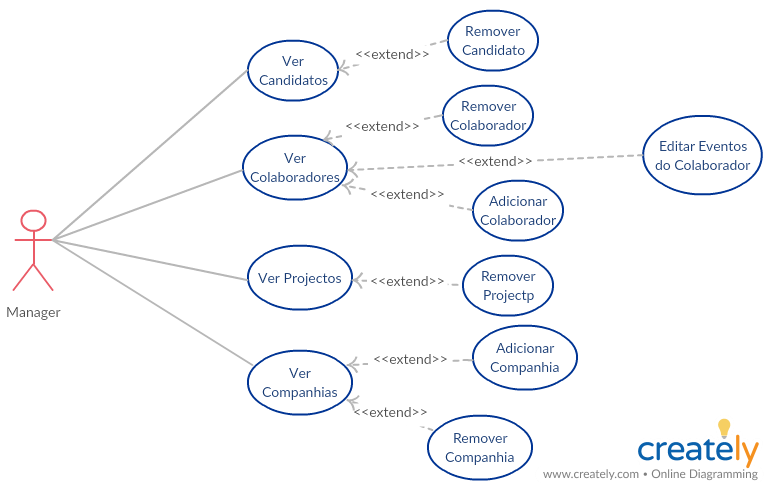 Remover
Candidato
<<extend>>
Ver
Candidatos
Remover
Colaborador
<<extend>>
Editar Eventos
do Colaborador
<<extend>>
Ver
Colaboradores
<<extend>>
Adicionar
Colaborador
Ver Projectos
<<extend>>
Remover
Projectp
Manager
Adicionar
Companhia
<<extend>>
Ver
Companhias
<<extend>>
Remover
Companhia
creately
www.creately.com • Online Diagramming